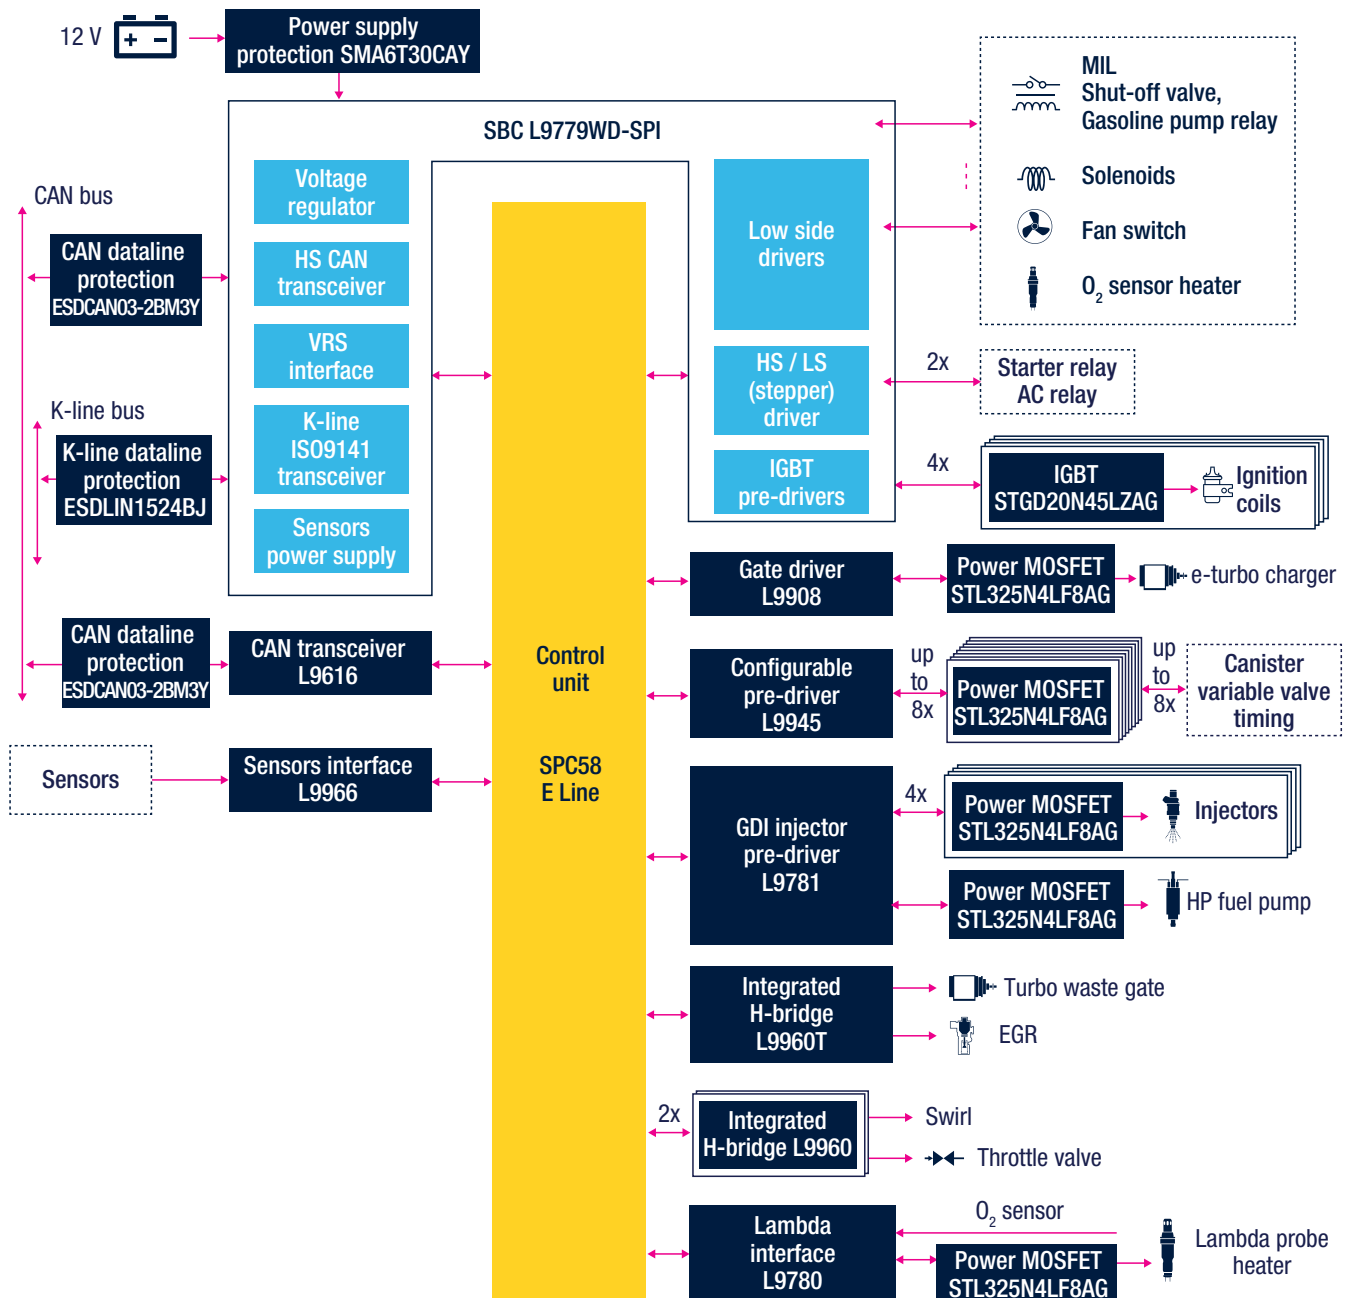 12 V
+ -
Power supply
protection SMA6T30CAY
SBC L9779WD-SPI
Voltage
regulator
HS CAN
transceiver
VRS
interface
K-line
ISO9141
transceiver
Sensors
power supply
Low side
drivers
HS / LS
(stepper)
driver
IGBT
pre-drivers
MIL
Shut-off valve,
Gasoline pump relay
Solenoids
Fan switch
O2 sensor heater
2x
Starter relay
AC relay
4x
IGBT
STGD20N45LZAG
Ignition
coils
CAN bus
CAN dataline
protection
ESDCAN03-2BM3Y
K-line bus
K-line dataline
protection
ESDLIN1524BJ
CAN dataline
protection
ESDCAN03-2BM3Y
CAN transceiver
L9616
Sensors
Sensors interface
L9966
Control
unit
SPC58
E Line
Gate driver
L9908
Power MOSFET
STL325N4LF8AG
e-turbo charger
Configurable
pre-driver
L9945
up
to
8x
Power MOSFET
STL325N4LF8AG
up
to
8x
Canister
variable valve
timing
GDI injector
pre-driver
L9781
4x
Power MOSFET
STL325N4LF8AG
Injectors
Power MOSFET
STL325N4LF8AG
HP fuel pump
Integrated
H-bridge
L9960T
Turbo waste gate
EGR
2x
Integrated
H-bridge L9960
Swirl
Throttle valve
Lambda
interface
L9780
O2 sensor
Power MOSFET
STL325N4LF8AG
Lambda probe
heater